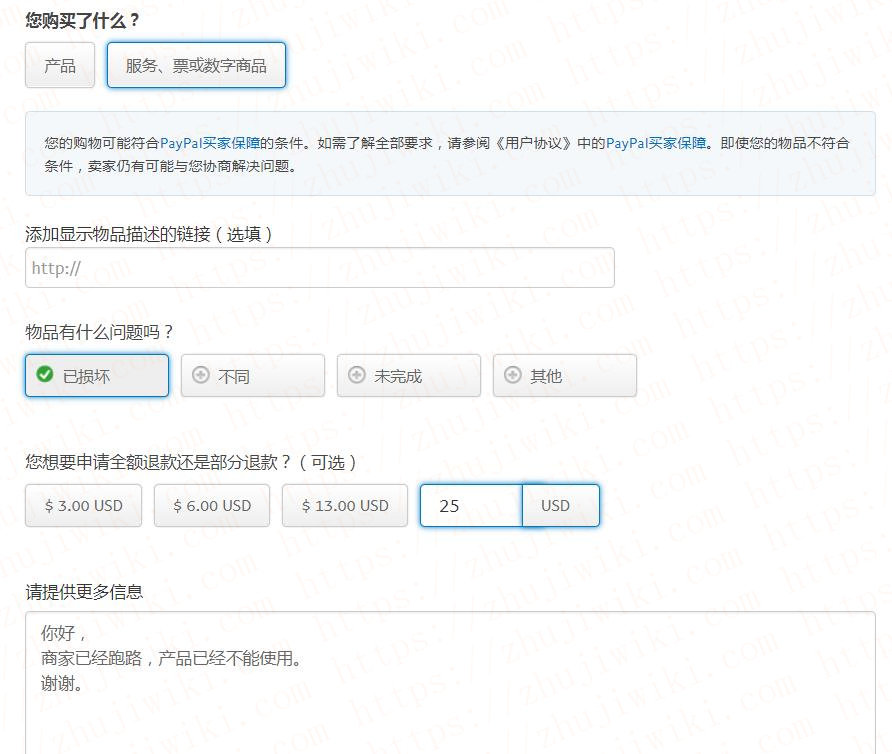 您购买了什么？
产品
服务、票或数字商品
您的购物可能符合PayPal买家保障的条件。如需了解全部要求，请参阅《用户协议》中的PayPal买家保障。即使您的物品不符合
条件，卖家仍有可能与您协商解决问题。
添加显示物品描述的链接（选填）
http://
物品有什么问题吗？
已损坏
不同
未完成
其他
您想要申请全额退款还是部分退款？（可选）
$ 3.00 USD
$ 6.00 USD
$ 13.00 USD
25
USD
请提供更多信息
你好，
商家已经跑路，产品已经不能使用。
谢谢。
https://zhujiwiki.com